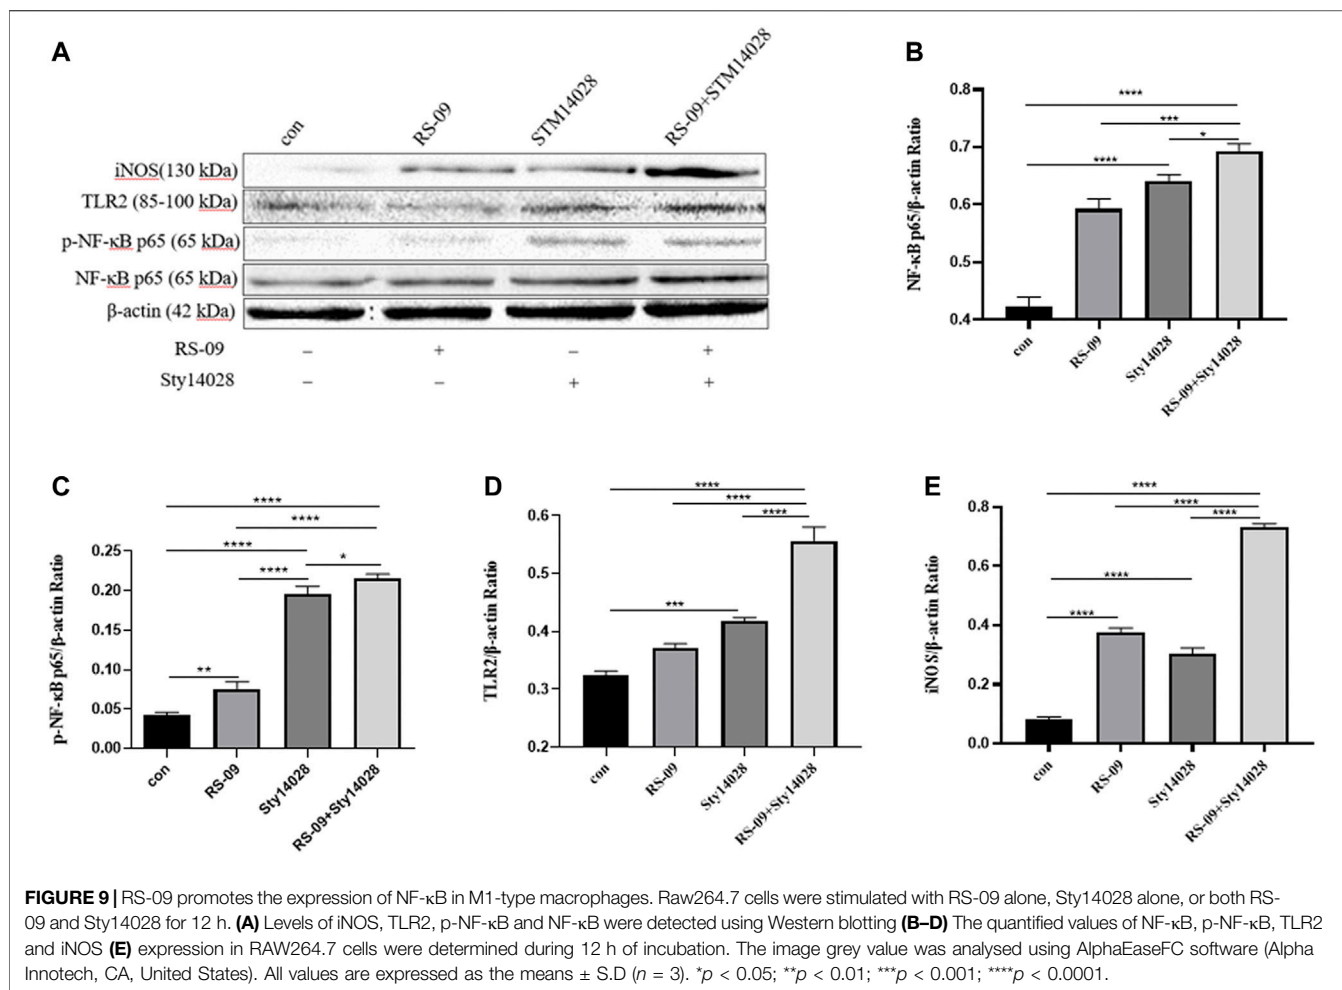 A
con
RS-09
STM14028
RS-09+STM14028
iNOS(130 kDa)
TLR2 (85-100 kDa)
p-NF-κB p65 (65 kDa)
NF-κB p65 (65 kDa)
β-actin (42 kDa)
RS-09 – + – +
Sty14028 – – + +
B
NF-κB p65/β-actin Ratio
0.8
0.7
0.6
0.5
0.4
****
***
*
****
con
RS-09
Sty14028
RS-09+Sty14028
C
p-NF-κB p65/β-actin Ratio
0.25
0.20
0.15
0.10
0.05
0.00
****
****
****
*
****
**
con
RS-09
Sty14028
RS-09+Sty14028
D
TLR2/β-actin Ratio
0.6
0.5
0.4
0.3
0.2
****
****
****
***
con
RS-09
Sty14028
RS-09+Sty14028
E
iNOS/β-actin Ratio
0.8
0.6
0.4
0.2
0.0
****
****
****
****
****
con
RS-09
Sty14028
RS-09+Sty14028
FIGURE 9 | RS-09 promotes the expression of NF-κB in M1-type macrophages. Raw264.7 cells were stimulated with RS-09 alone, Sty14028 alone, or both RS-
09 and Sty14028 for 12 h. (A) Levels of iNOS, TLR2, p-NF-κB and NF-κB were detected using Western blotting (B–D) The quantified values of NF-κB, p-NF-κB, TLR2
and iNOS (E) expression in RAW264.7 cells were determined during 12 h of incubation. The image grey value was analysed using AlphaEaseFC software (Alpha
Innotech, CA, United States). All values are expressed as the means ± S.D (n = 3). *p < 0.05; **p < 0.01; ***p < 0.001; ****p < 0.0001.